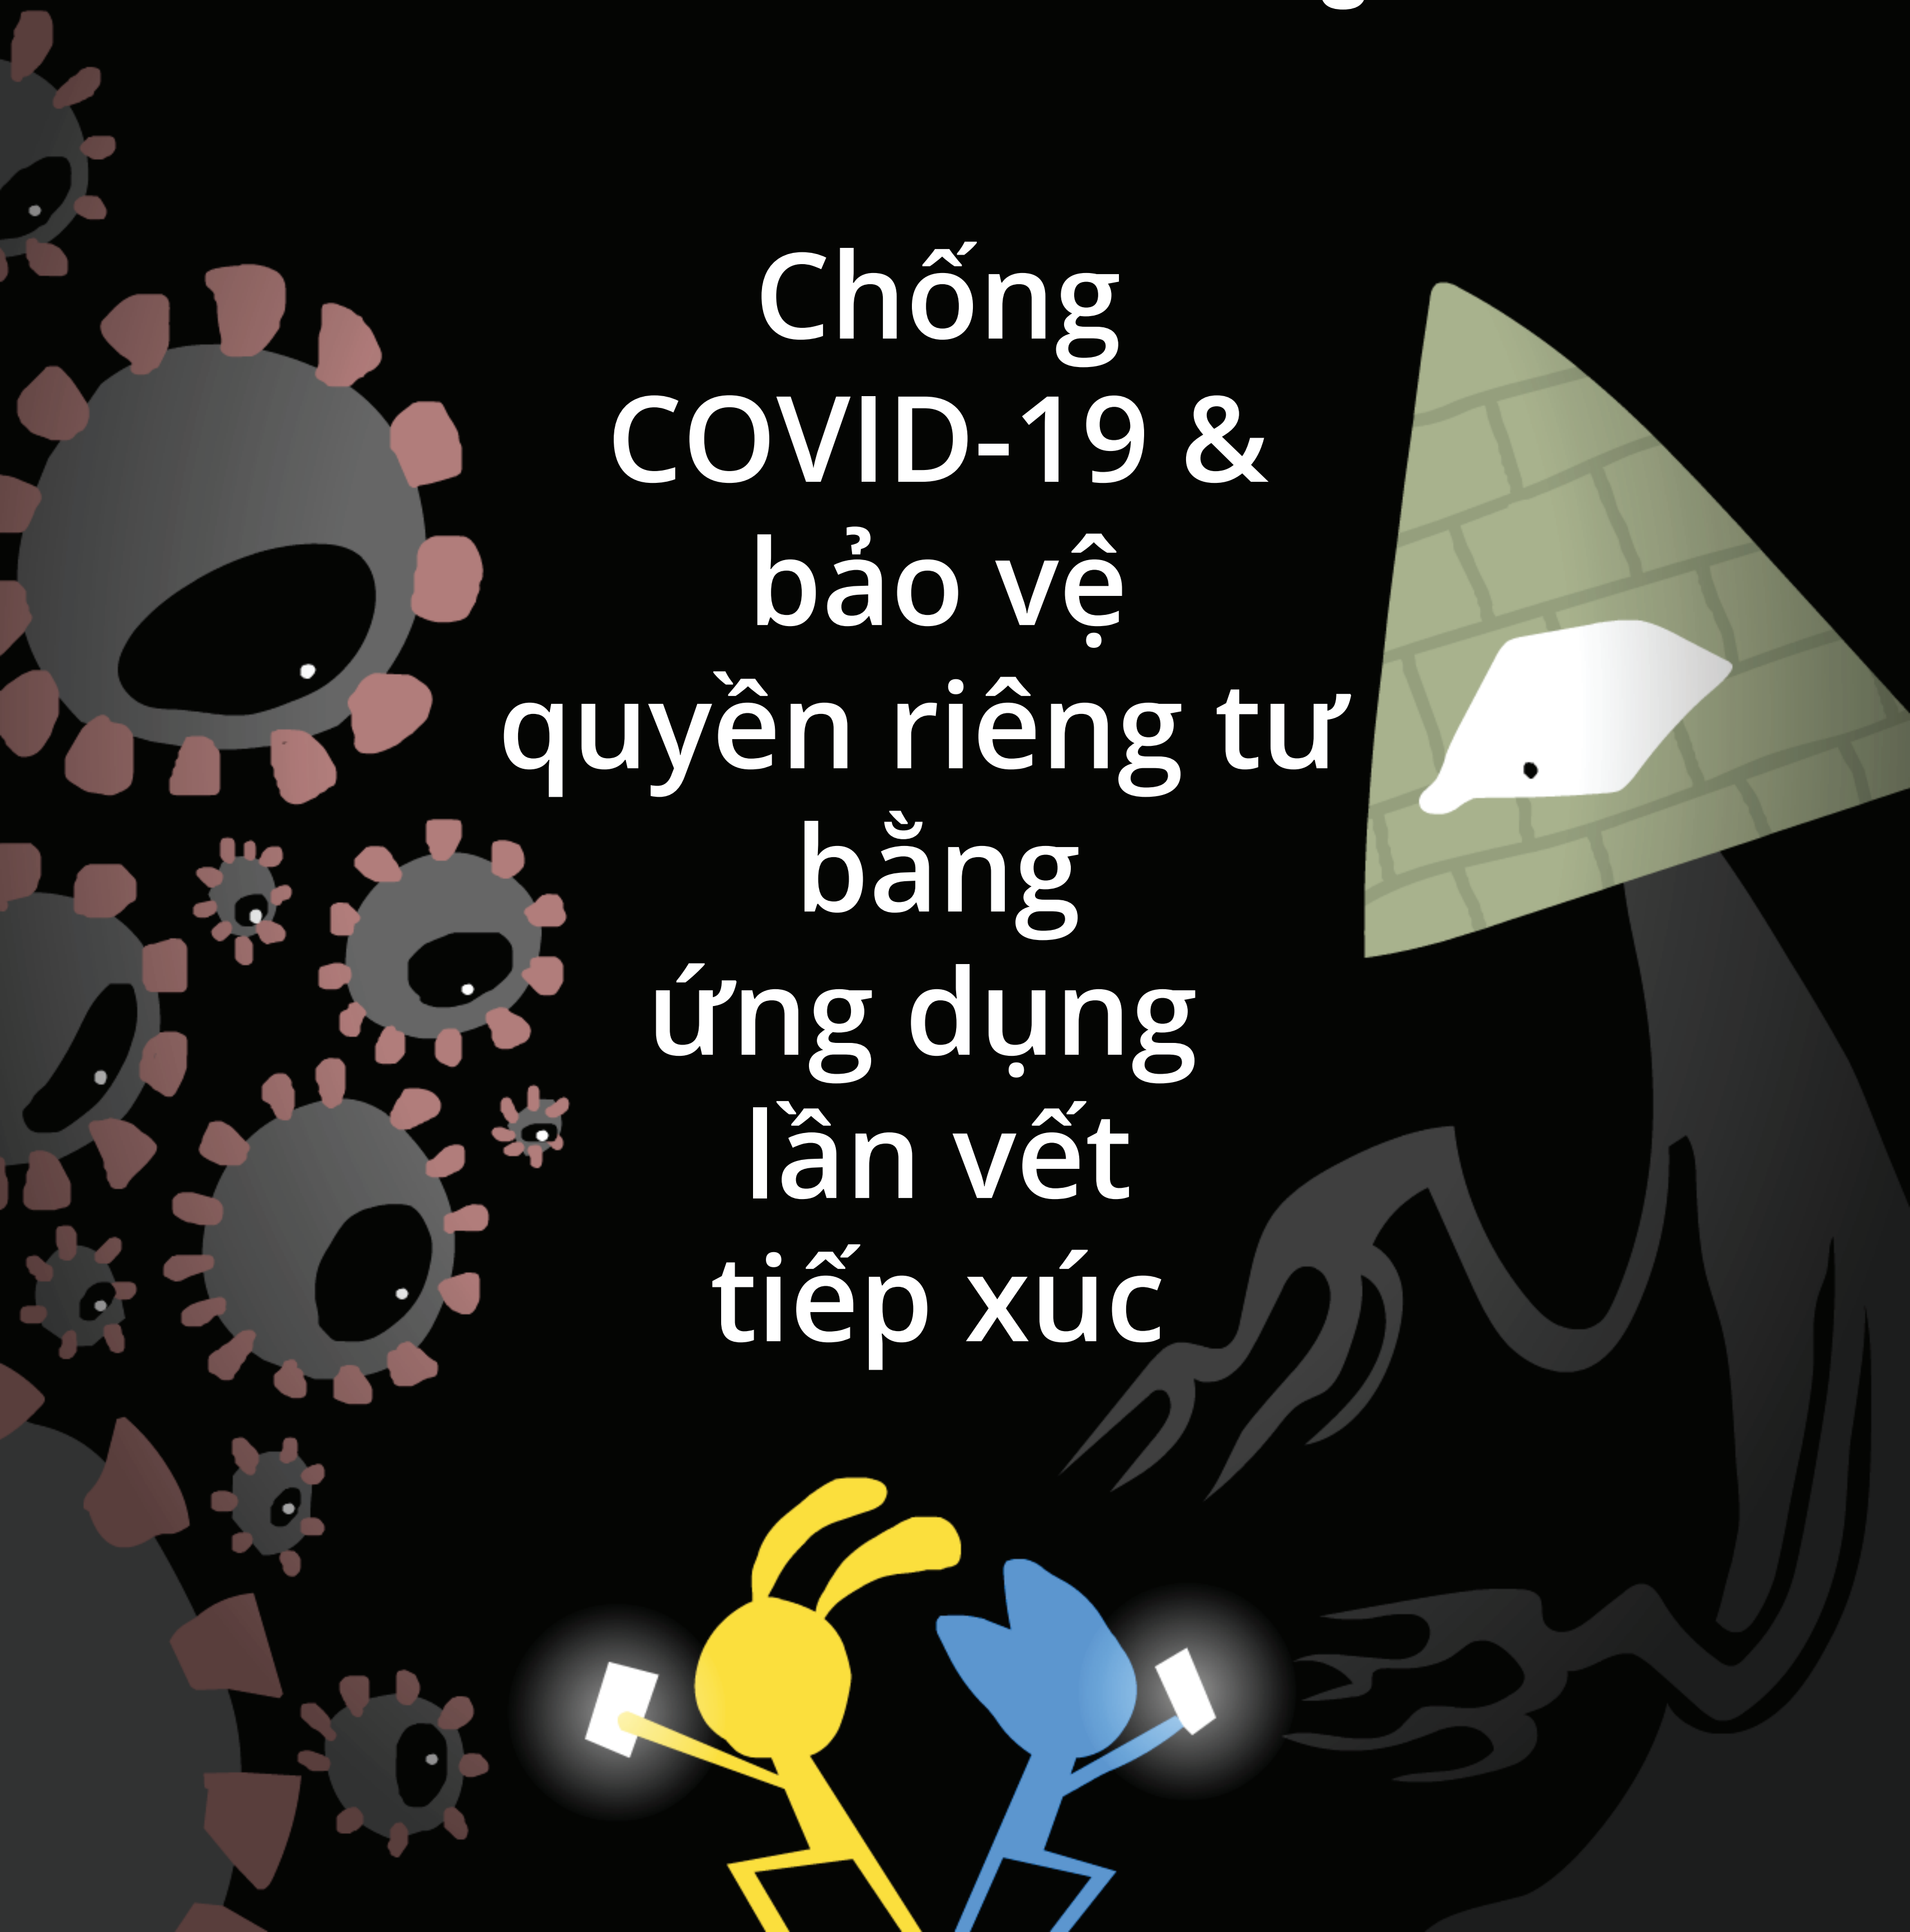 Chống
COVID-19 &
bảo vệ
quyền riêng tư
bằng
ứng dụng
lần vết
tiếp xúc